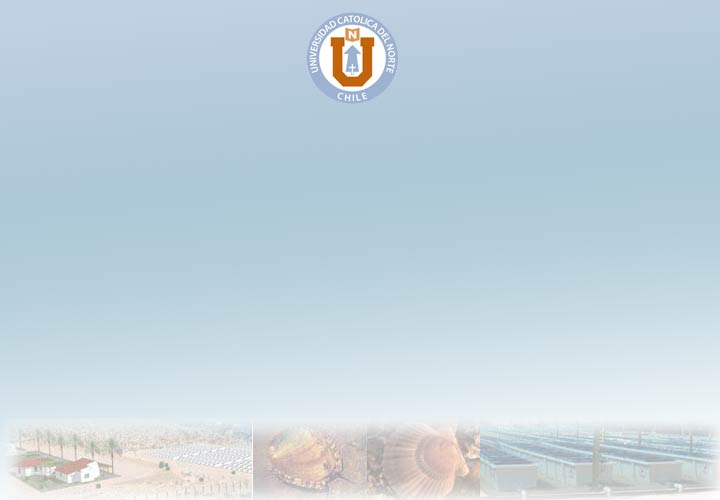 UNIVERSIDAD CATOLICA DEL NORTE
N
U
CHILE